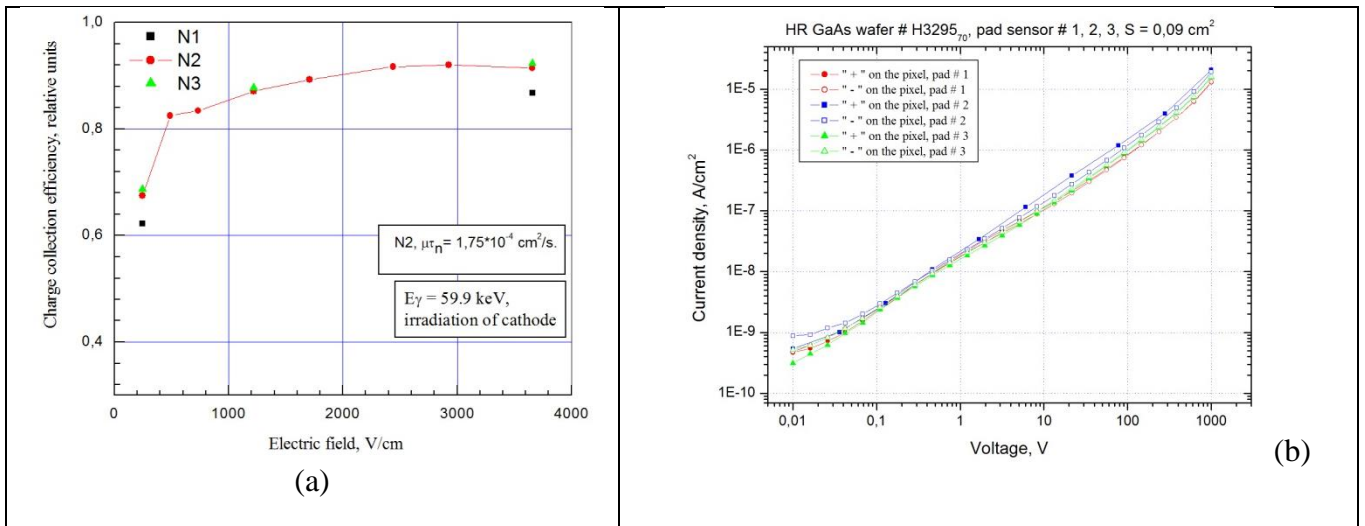 1,0
0,8
0,6
0,4
0
1000
2000
3000
4000
Charge collection efficiency, relative units
Electric field, V/cm
N1
N2
N3
N2, μτn= 1,75*10-4 cm2/s.
Eγ = 59.9 keV,
irradiation of cathode
(a)
HR GaAs wafer # H329570, pad sensor # 1, 2, 3, S = 0,09 cm2
" + " on the pixel, pad # 1
" - " on the pixel, pad # 1
" + " on the pixel, pad # 2
" - " on the pixel, pad # 2
" + " on the pixel, pad # 3
" - " on the pixel, pad # 3
1E-5
1E-6
1E-7
1E-8
1E-9
1E-10
Current density, A/cm2
0,01
0,1
1
10
100
1000
Voltage, V
(b)